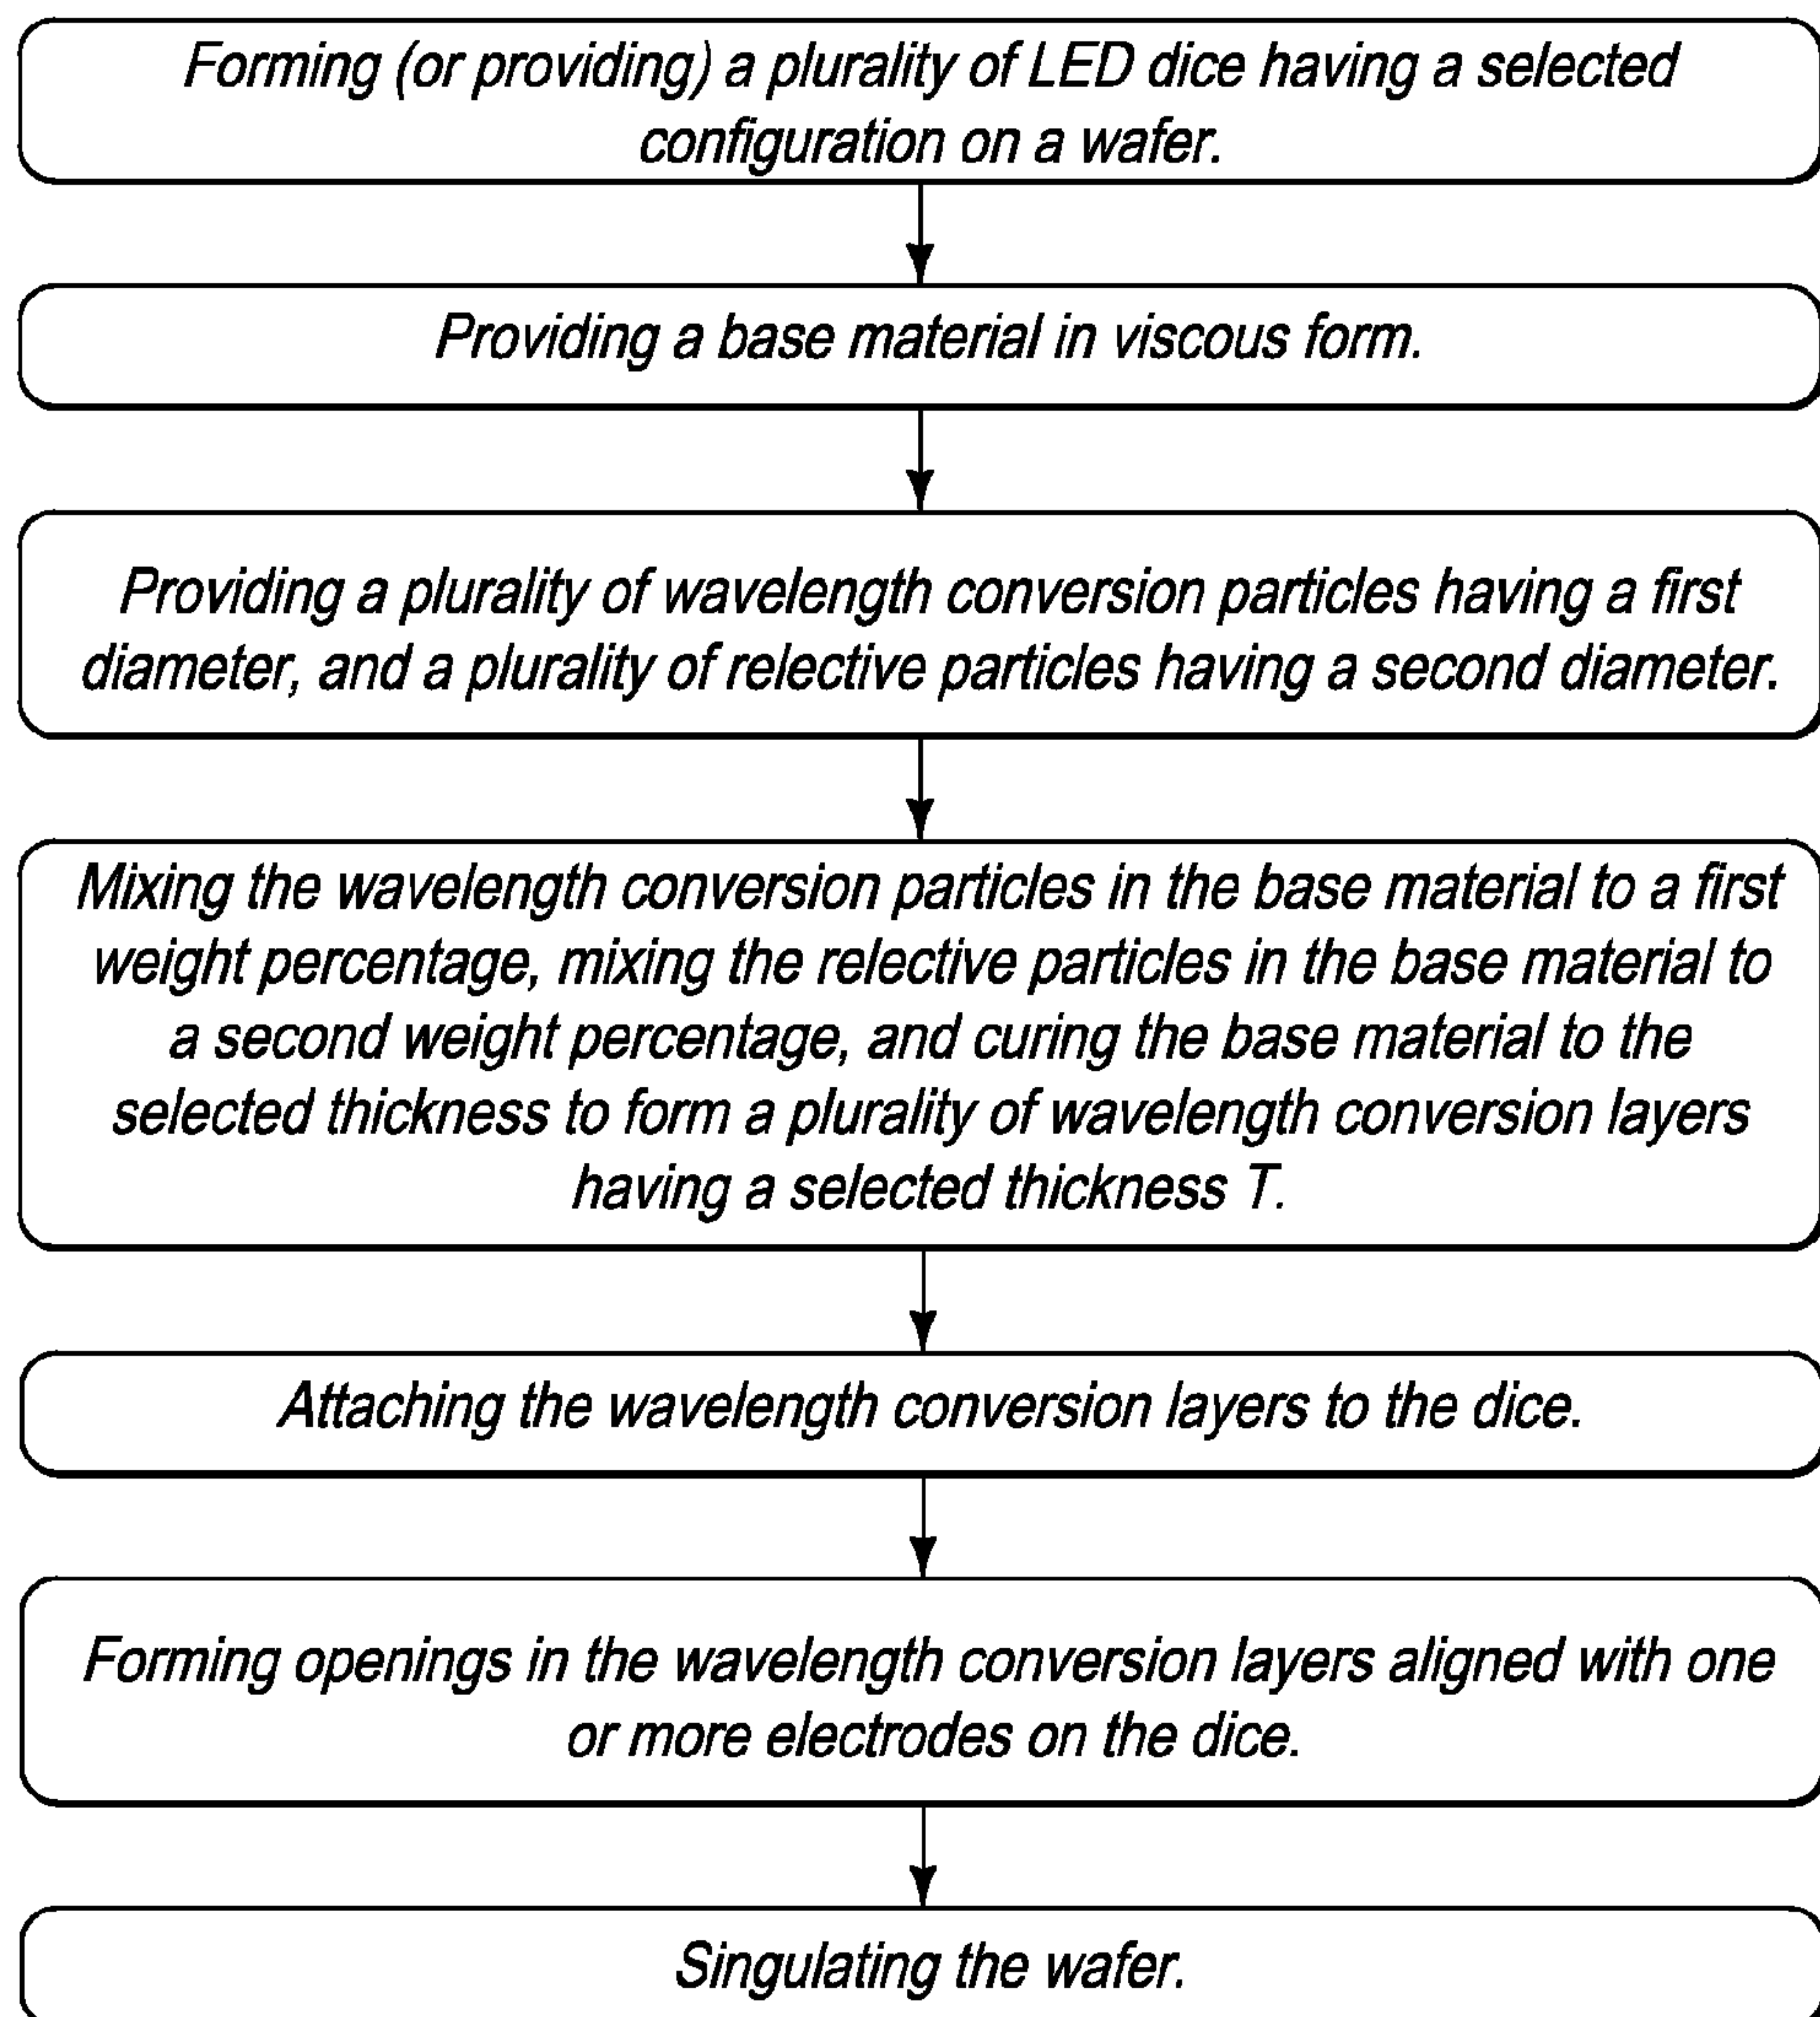 Forming (or providing) a plurality of LED dice having a selected
configuration on a wafer.
Providing a base material in viscous form.
Providing a plurality of wavelength conversion particles having a first
diameter, and a plurality of relective particles having a second diameter.
Mixing the wavelength conversion particles in the base material to a first
weight percentage, mixing the relective particles in the base material to
a second weight percentage, and curing the base material to the
selected thickness to form a plurality of wavelength conversion layers
having a selected thickness T.
Attaching the wavelength conversion layers to the dice.
Forming openings in the wavelength conversion layers aligned with one
or more electrodes on the dice.
Singulating the wafer.